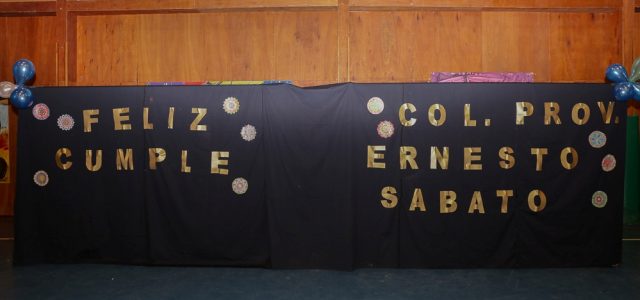 FELIZ
CUMPLE
COL. PROV.
ERNESTO
SABATO